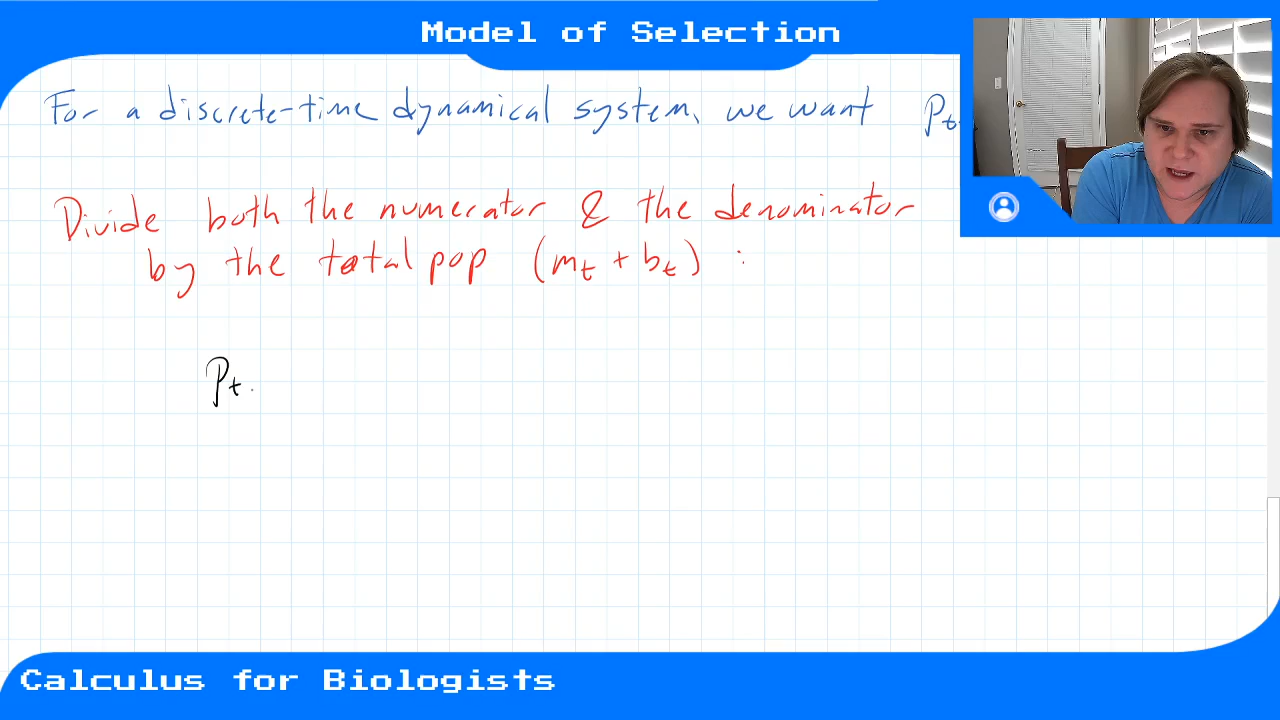 Model of Selection
For a discrete-time dynamical system, we want Pt
Divide both the numerator & the denominator
by the total pop (mt + bt) :
Pt
Calculus for Biologists